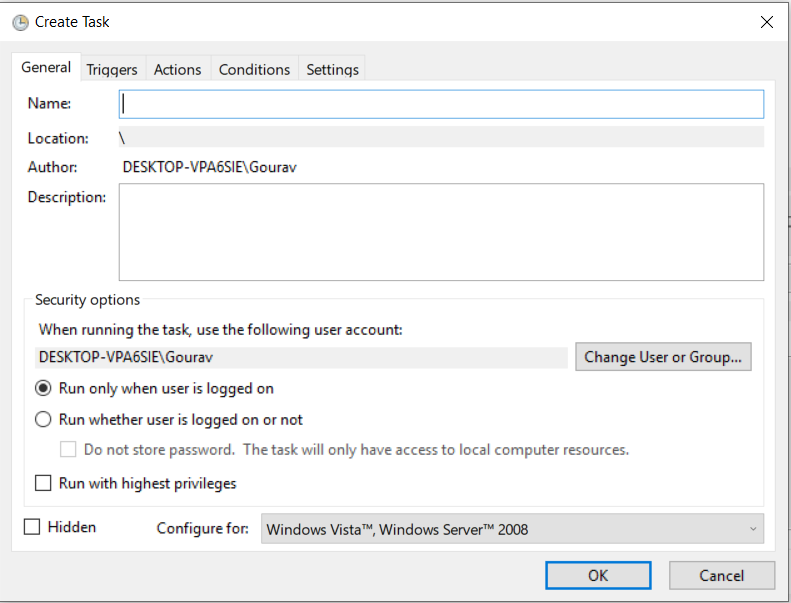 Create Task
General Triggers Actions Conditions Settings
Name:
Location: \
Author: DESKTOP-VPA6SIE\Gourav
Description:
Security options
When running the task, use the following user account:
DESKTOP-VPA6SIE\Gourav Change User or Group...
Run only when user is logged on
Run whether user is logged on or not
Do not store password. The task will only have access to local computer resources.
Run with highest privileges
Hidden Configure for: Windows Vista™, Windows Server™ 2008
OK Cancel